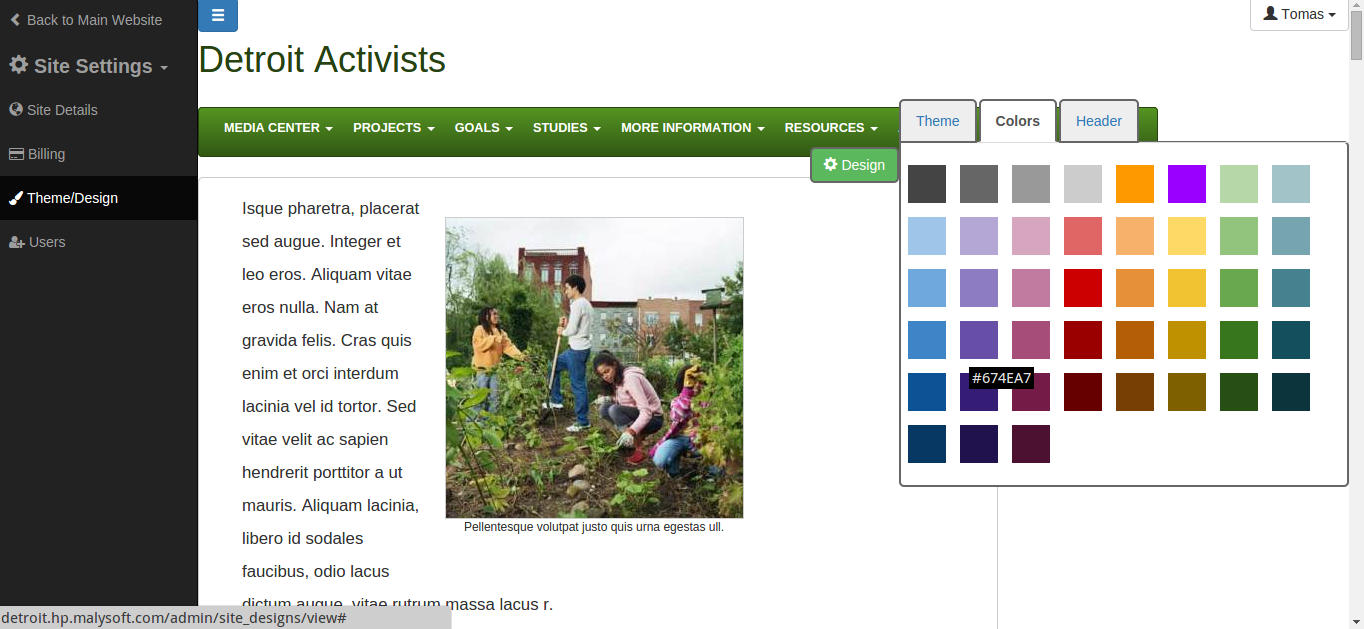 Back to Main Website
Site Settings
Site Details
Billing
Theme/Design
Users
Tomas
Detroit Activists
MEDIA CENTER PROJECTS GOALS STUDIES MORE INFORMATION RESOURCES
Theme Colors Header
Design
#674EA7
Isque pharetra, placerat
sed augue. Integer et
leo eros. Aliquam vitae
eros nulla. Nam at
gravida felis. Cras quis
enim et orci interdum
lacinia vel id tortor. Sed
vitae velit ac sapien
hendrerit porttitor a ut
mauris. Aliquam lacinia,
libero id sodales
faucibus, odio lacus
dictum augue, vitae rutrum massa lacus r.
Pellentesque volutpat justo quis urna egestas ull.
detroit.hp.malysoft.com/admin/site_designs/view#